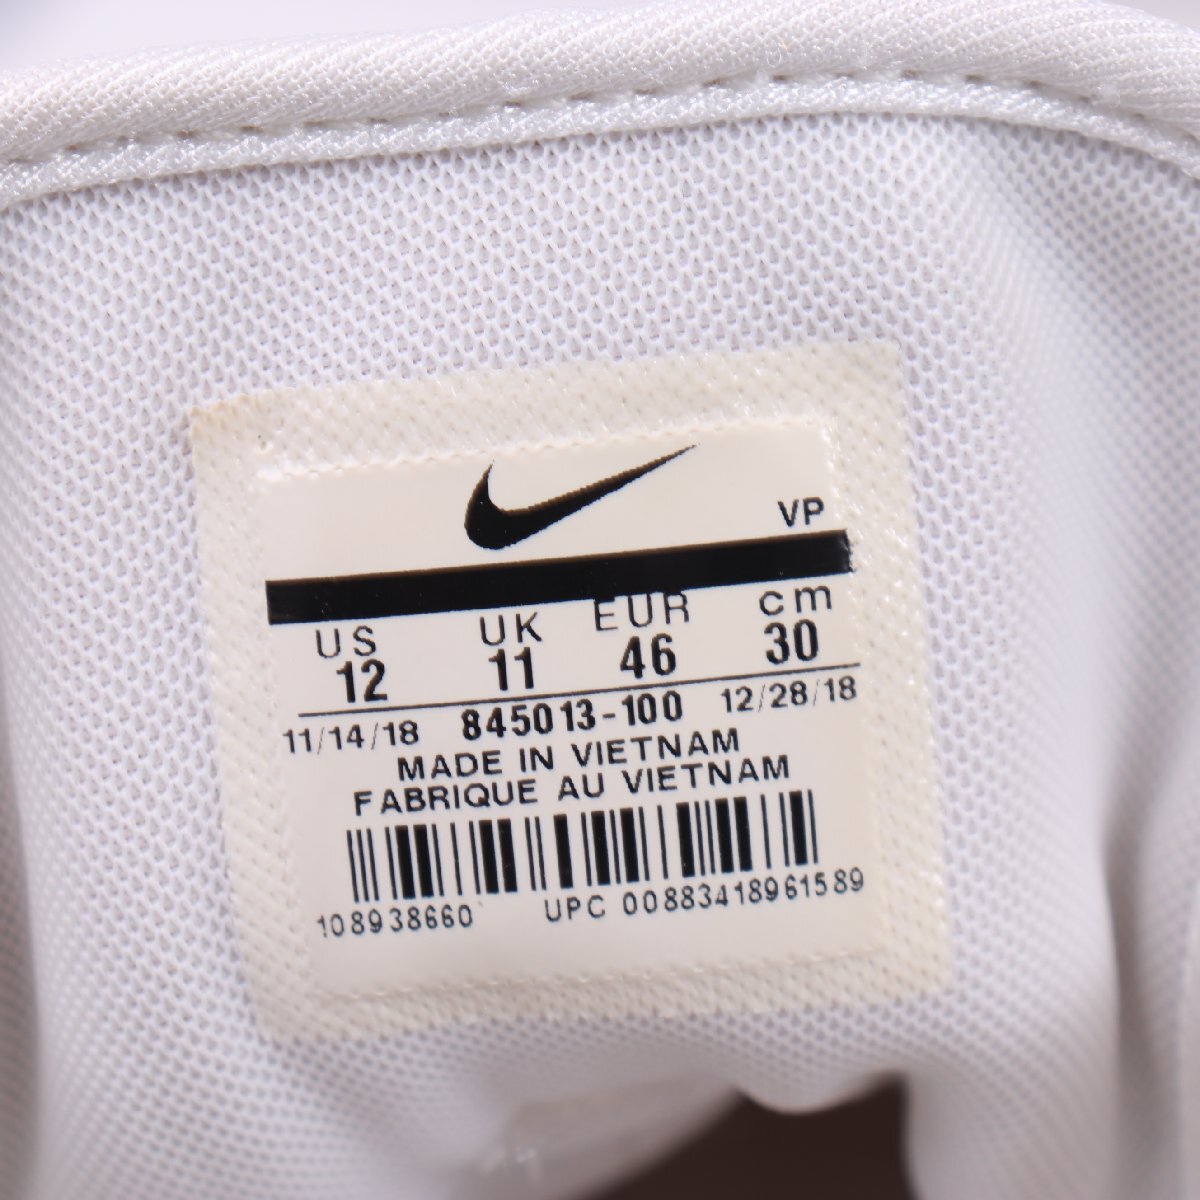 VP
US UK EUR cm
12 11 46 30
11/14/18 845013-100 12/28/18
MADE IN VIETNAM
FABRIQUE AU VIETNAM
108938660 UPC 00883418961589